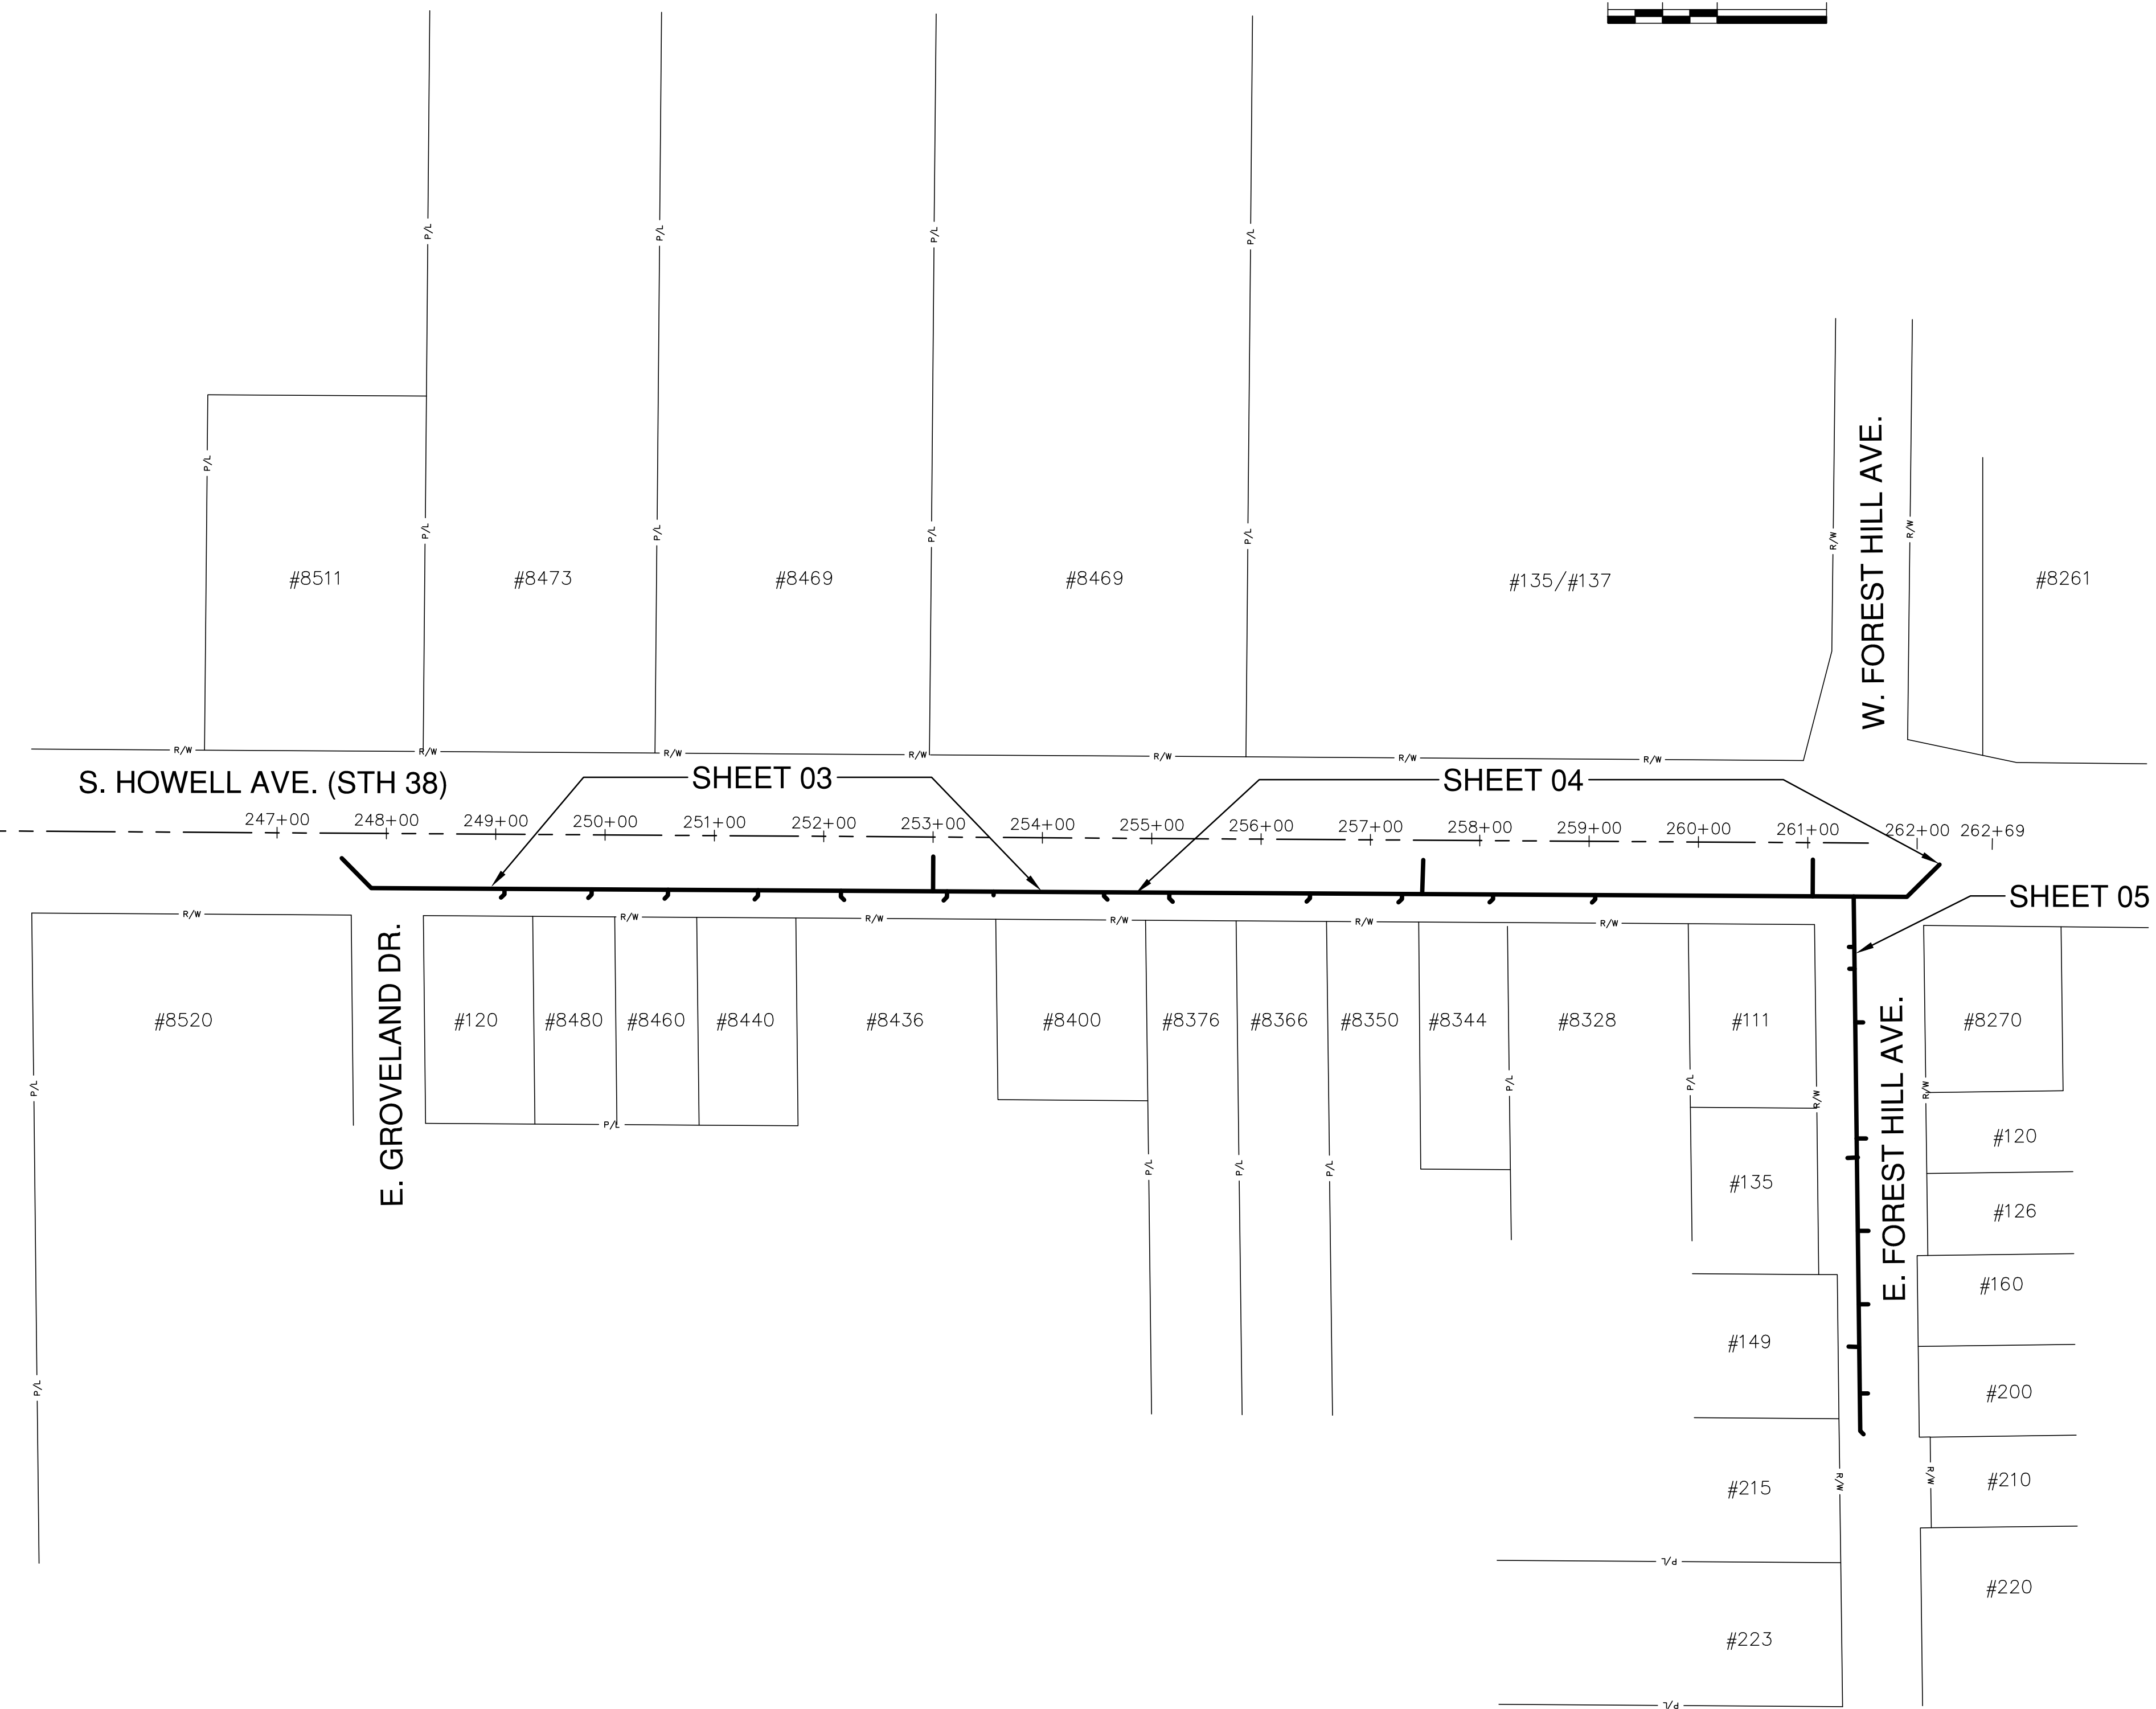 P/L
P/L
P/L
P/L
P/L
P/L
P/L
P/L
P/L
R/W
R/W
W. FOREST HILL AVE.
#8511
#8473
#8469
#8469
#135/#137
#8261
R/W
R/W
R/W
R/W
R/W
R/W
R/W
S. HOWELL AVE. (STH 38)
SHEET 03
SHEET 04
247+00
248+00
249+00
250+00
251+00
252+00
253+00
254+00
255+00
256+00
257+00
258+00
259+00
260+00
261+00
262+00
262+69
SHEET 05
R/W
R/W
R/W
R/W
R/W
R/W
E. GROVELAND DR.
#8520
#120
#8480
#8460
#8440
#8436
#8400
#8376
#8366
#8350
#8344
#8328
#111
#8270
P/L
P/L
P/L
R/W
R/W
P/L
E. FOREST HILL AVE.
#120
P/L
P/L
P/L
#135
#126
#160
#149
P/L
#200
R/W
R/W
#210
#215
P/L
#220
#223
P/L